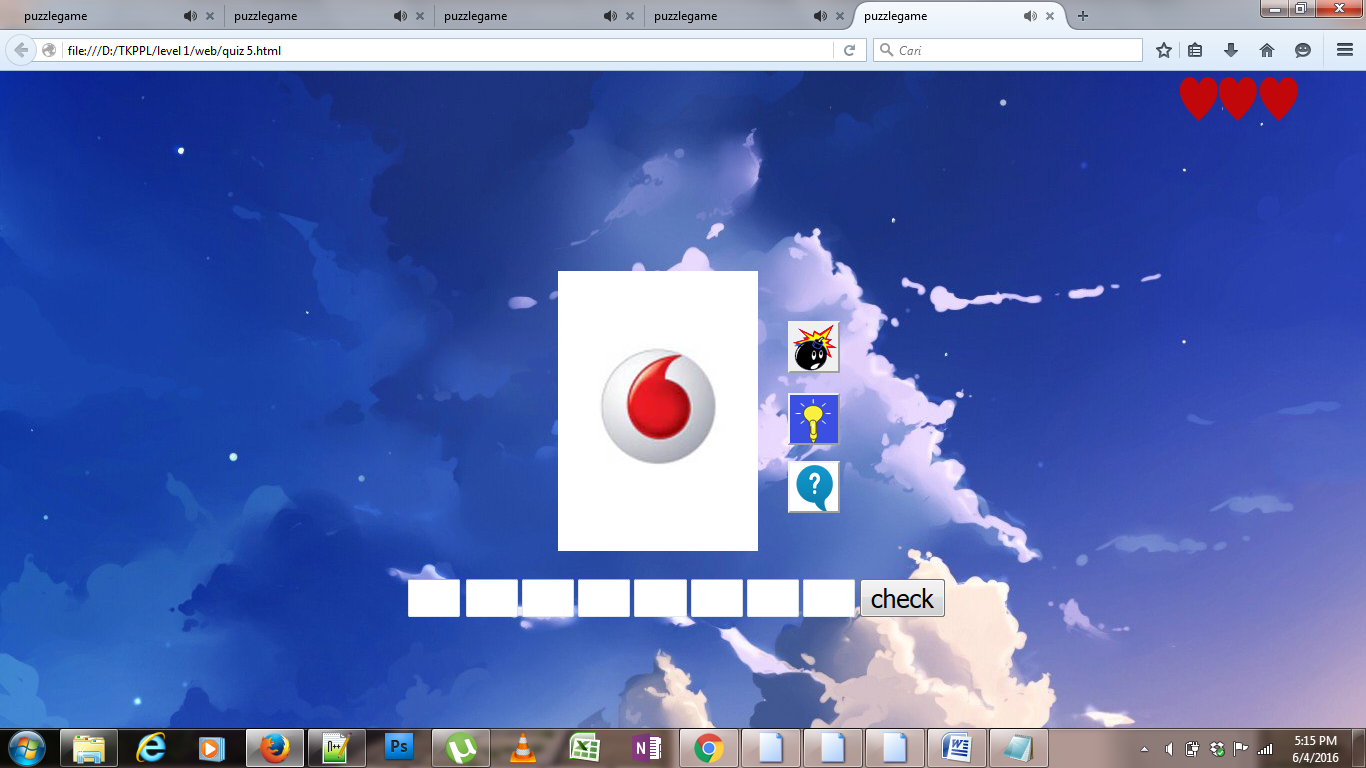 puzzlegame puzzlegame puzzlegame puzzlegame puzzlegame
file:///D:/TKPPL/level 1/web/quiz 5.html Cari
?
check
Ps µ N W
5:15 PM
6/4/2016